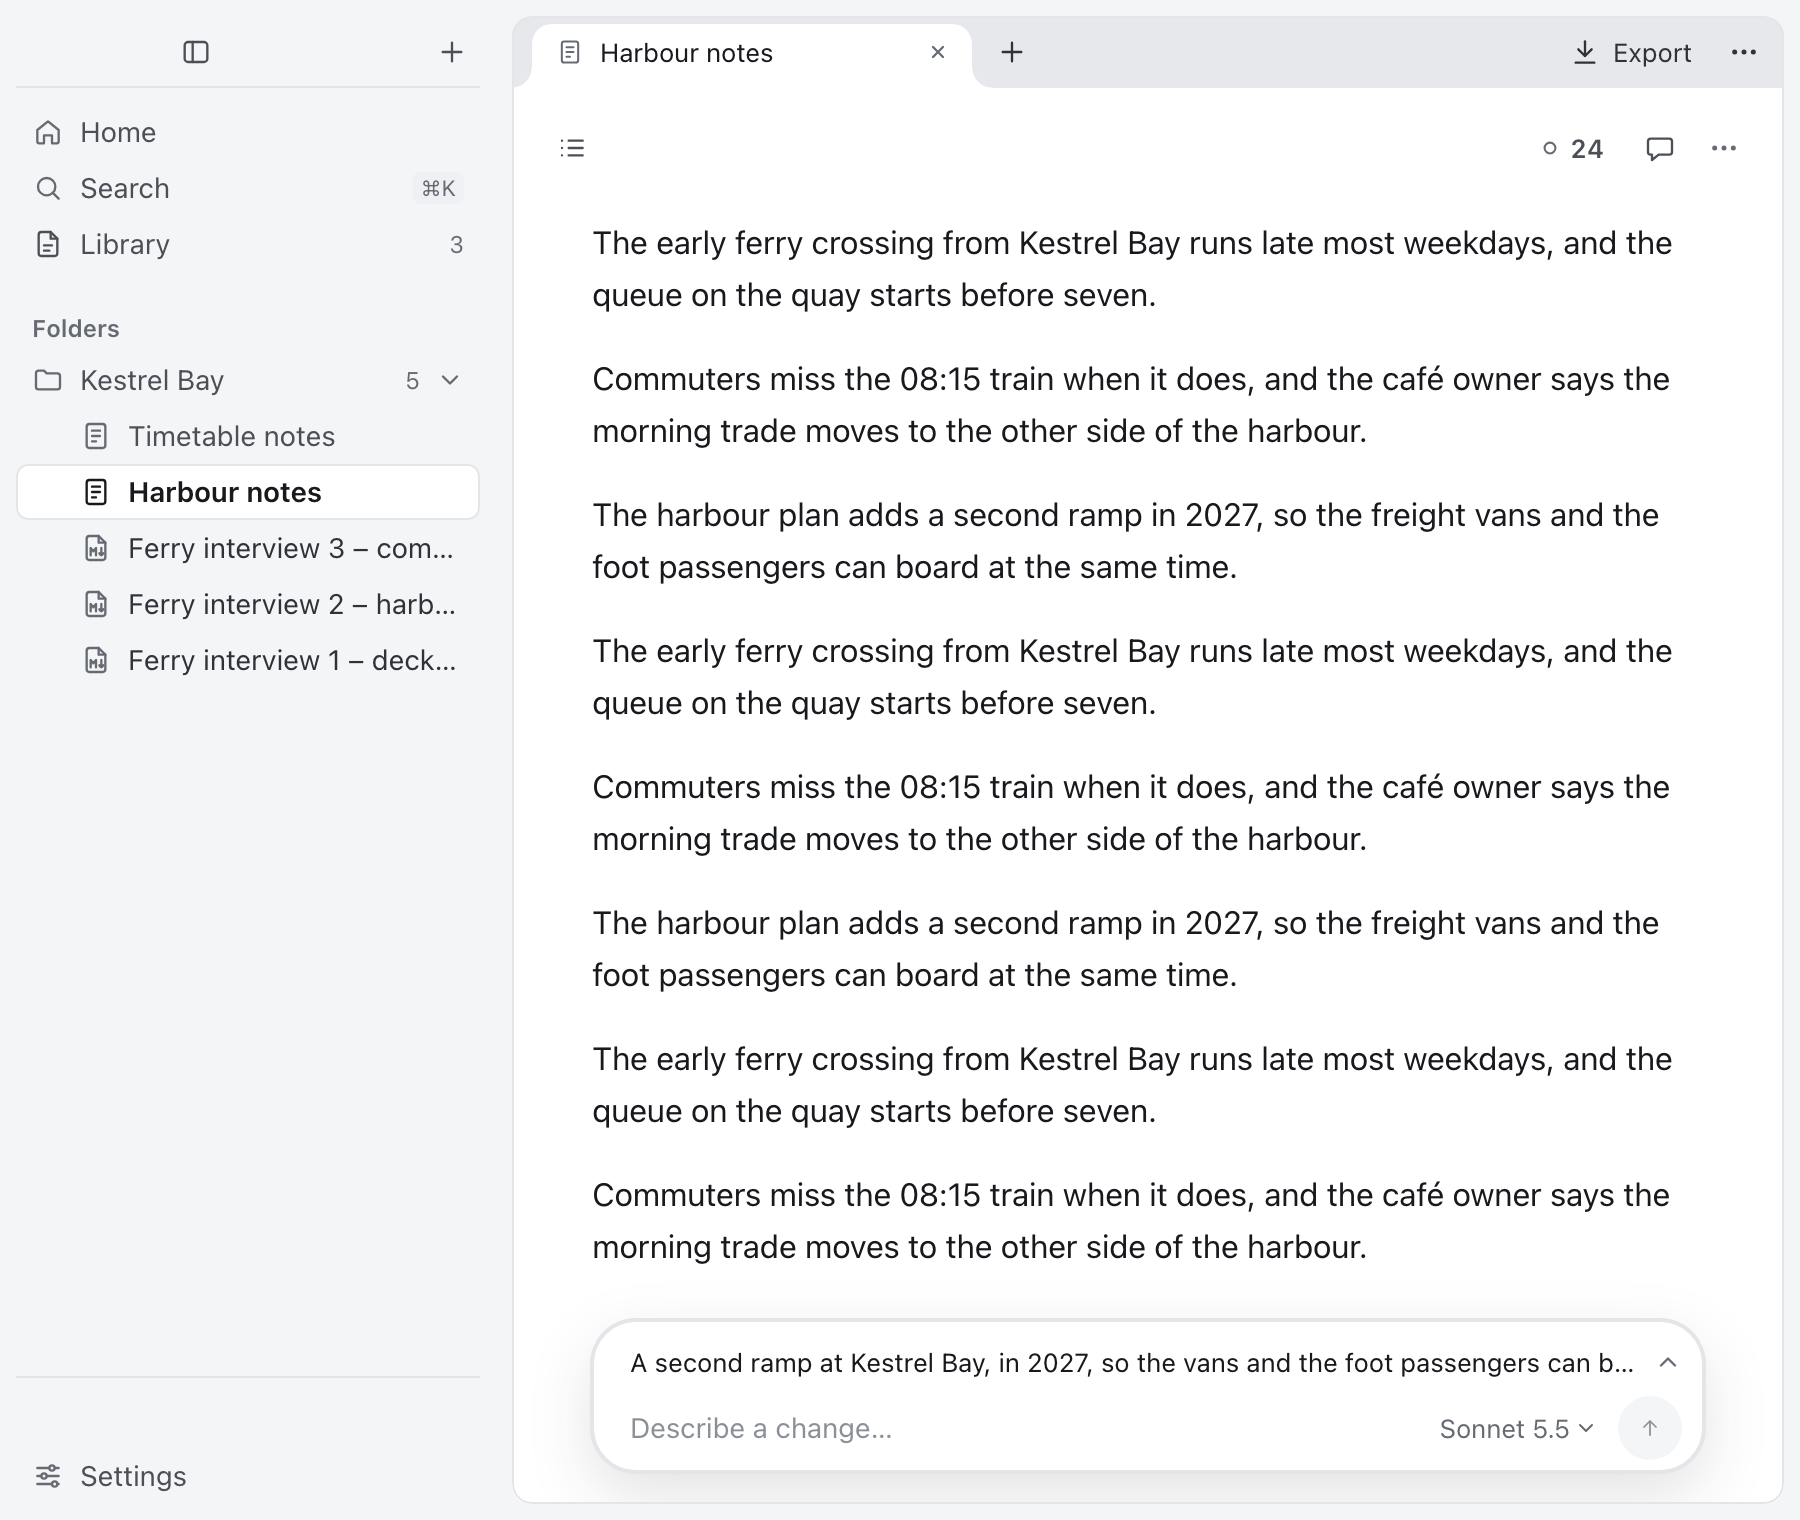 Harbour notes
Export
Home
Search
⌘K
Library
3
24
Folders
Kestrel Bay
5
Timetable notes
Harbour notes
Ferry interview 3 – com...
Ferry interview 2 – harb...
Ferry interview 1 – deck...
Settings
The early ferry crossing from Kestrel Bay runs late most weekdays, and the
queue on the quay starts before seven.
Commuters miss the 08:15 train when it does, and the café owner says the
morning trade moves to the other side of the harbour.
The harbour plan adds a second ramp in 2027, so the freight vans and the
foot passengers can board at the same time.
The early ferry crossing from Kestrel Bay runs late most weekdays, and the
queue on the quay starts before seven.
Commuters miss the 08:15 train when it does, and the café owner says the
morning trade moves to the other side of the harbour.
The harbour plan adds a second ramp in 2027, so the freight vans and the
foot passengers can board at the same time.
The early ferry crossing from Kestrel Bay runs late most weekdays, and the
queue on the quay starts before seven.
Commuters miss the 08:15 train when it does, and the café owner says the
morning trade moves to the other side of the harbour.
A second ramp at Kestrel Bay, in 2027, so the vans and the foot passengers can b...
Describe a change...
Sonnet 5.5